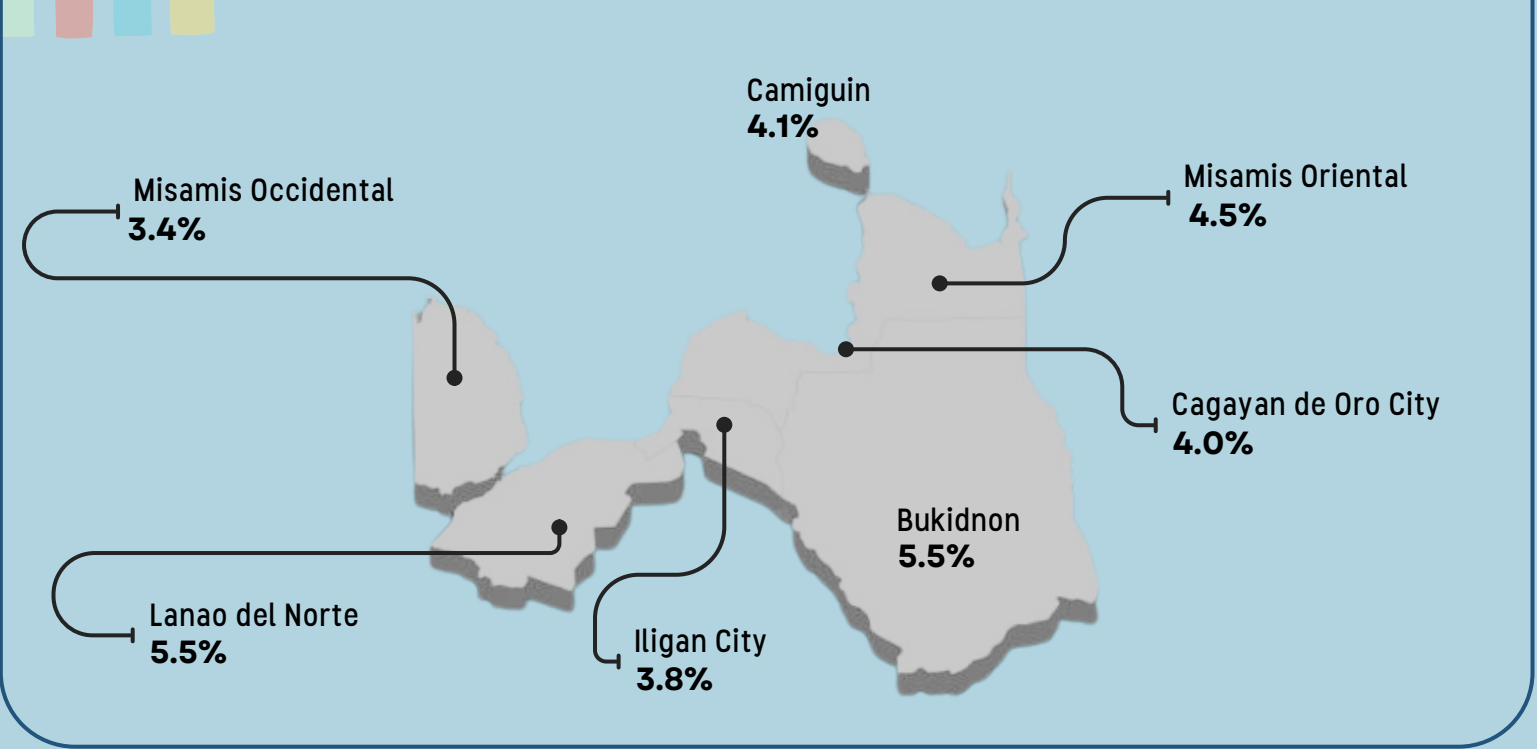 Camiguin
4.1%
Misamis Occidental
3.4%
Misamis Oriental
4.5%
Cagayan de Oro City
4.0%
Bukidnon
5.5%
Lanao del Norte
5.5%
Iligan City
3.8%